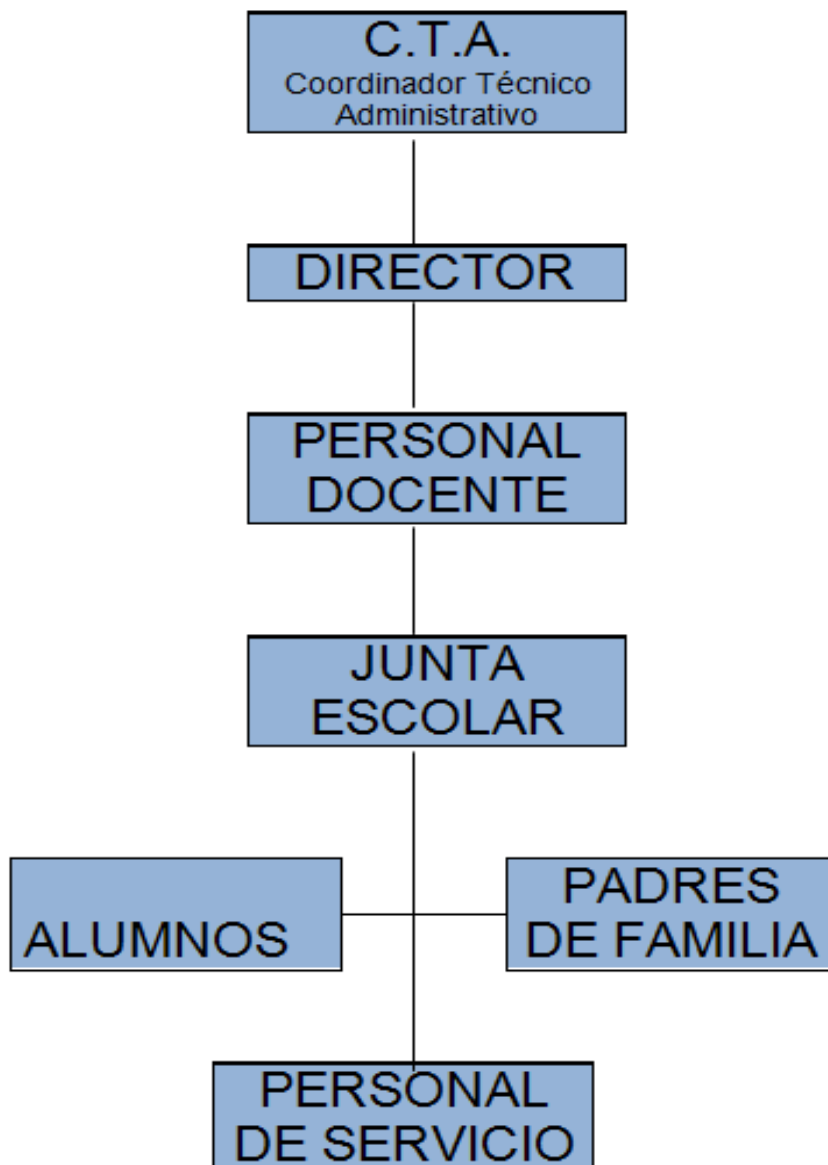 C.T.A.
Coordinador Técnico
Administrativo
DIRECTOR
PERSONAL
DOCENTE
JUNTA
ESCOLAR
ALUMNOS
PADRES
DE FAMILIA
PERSONAL
DE SERVICIO